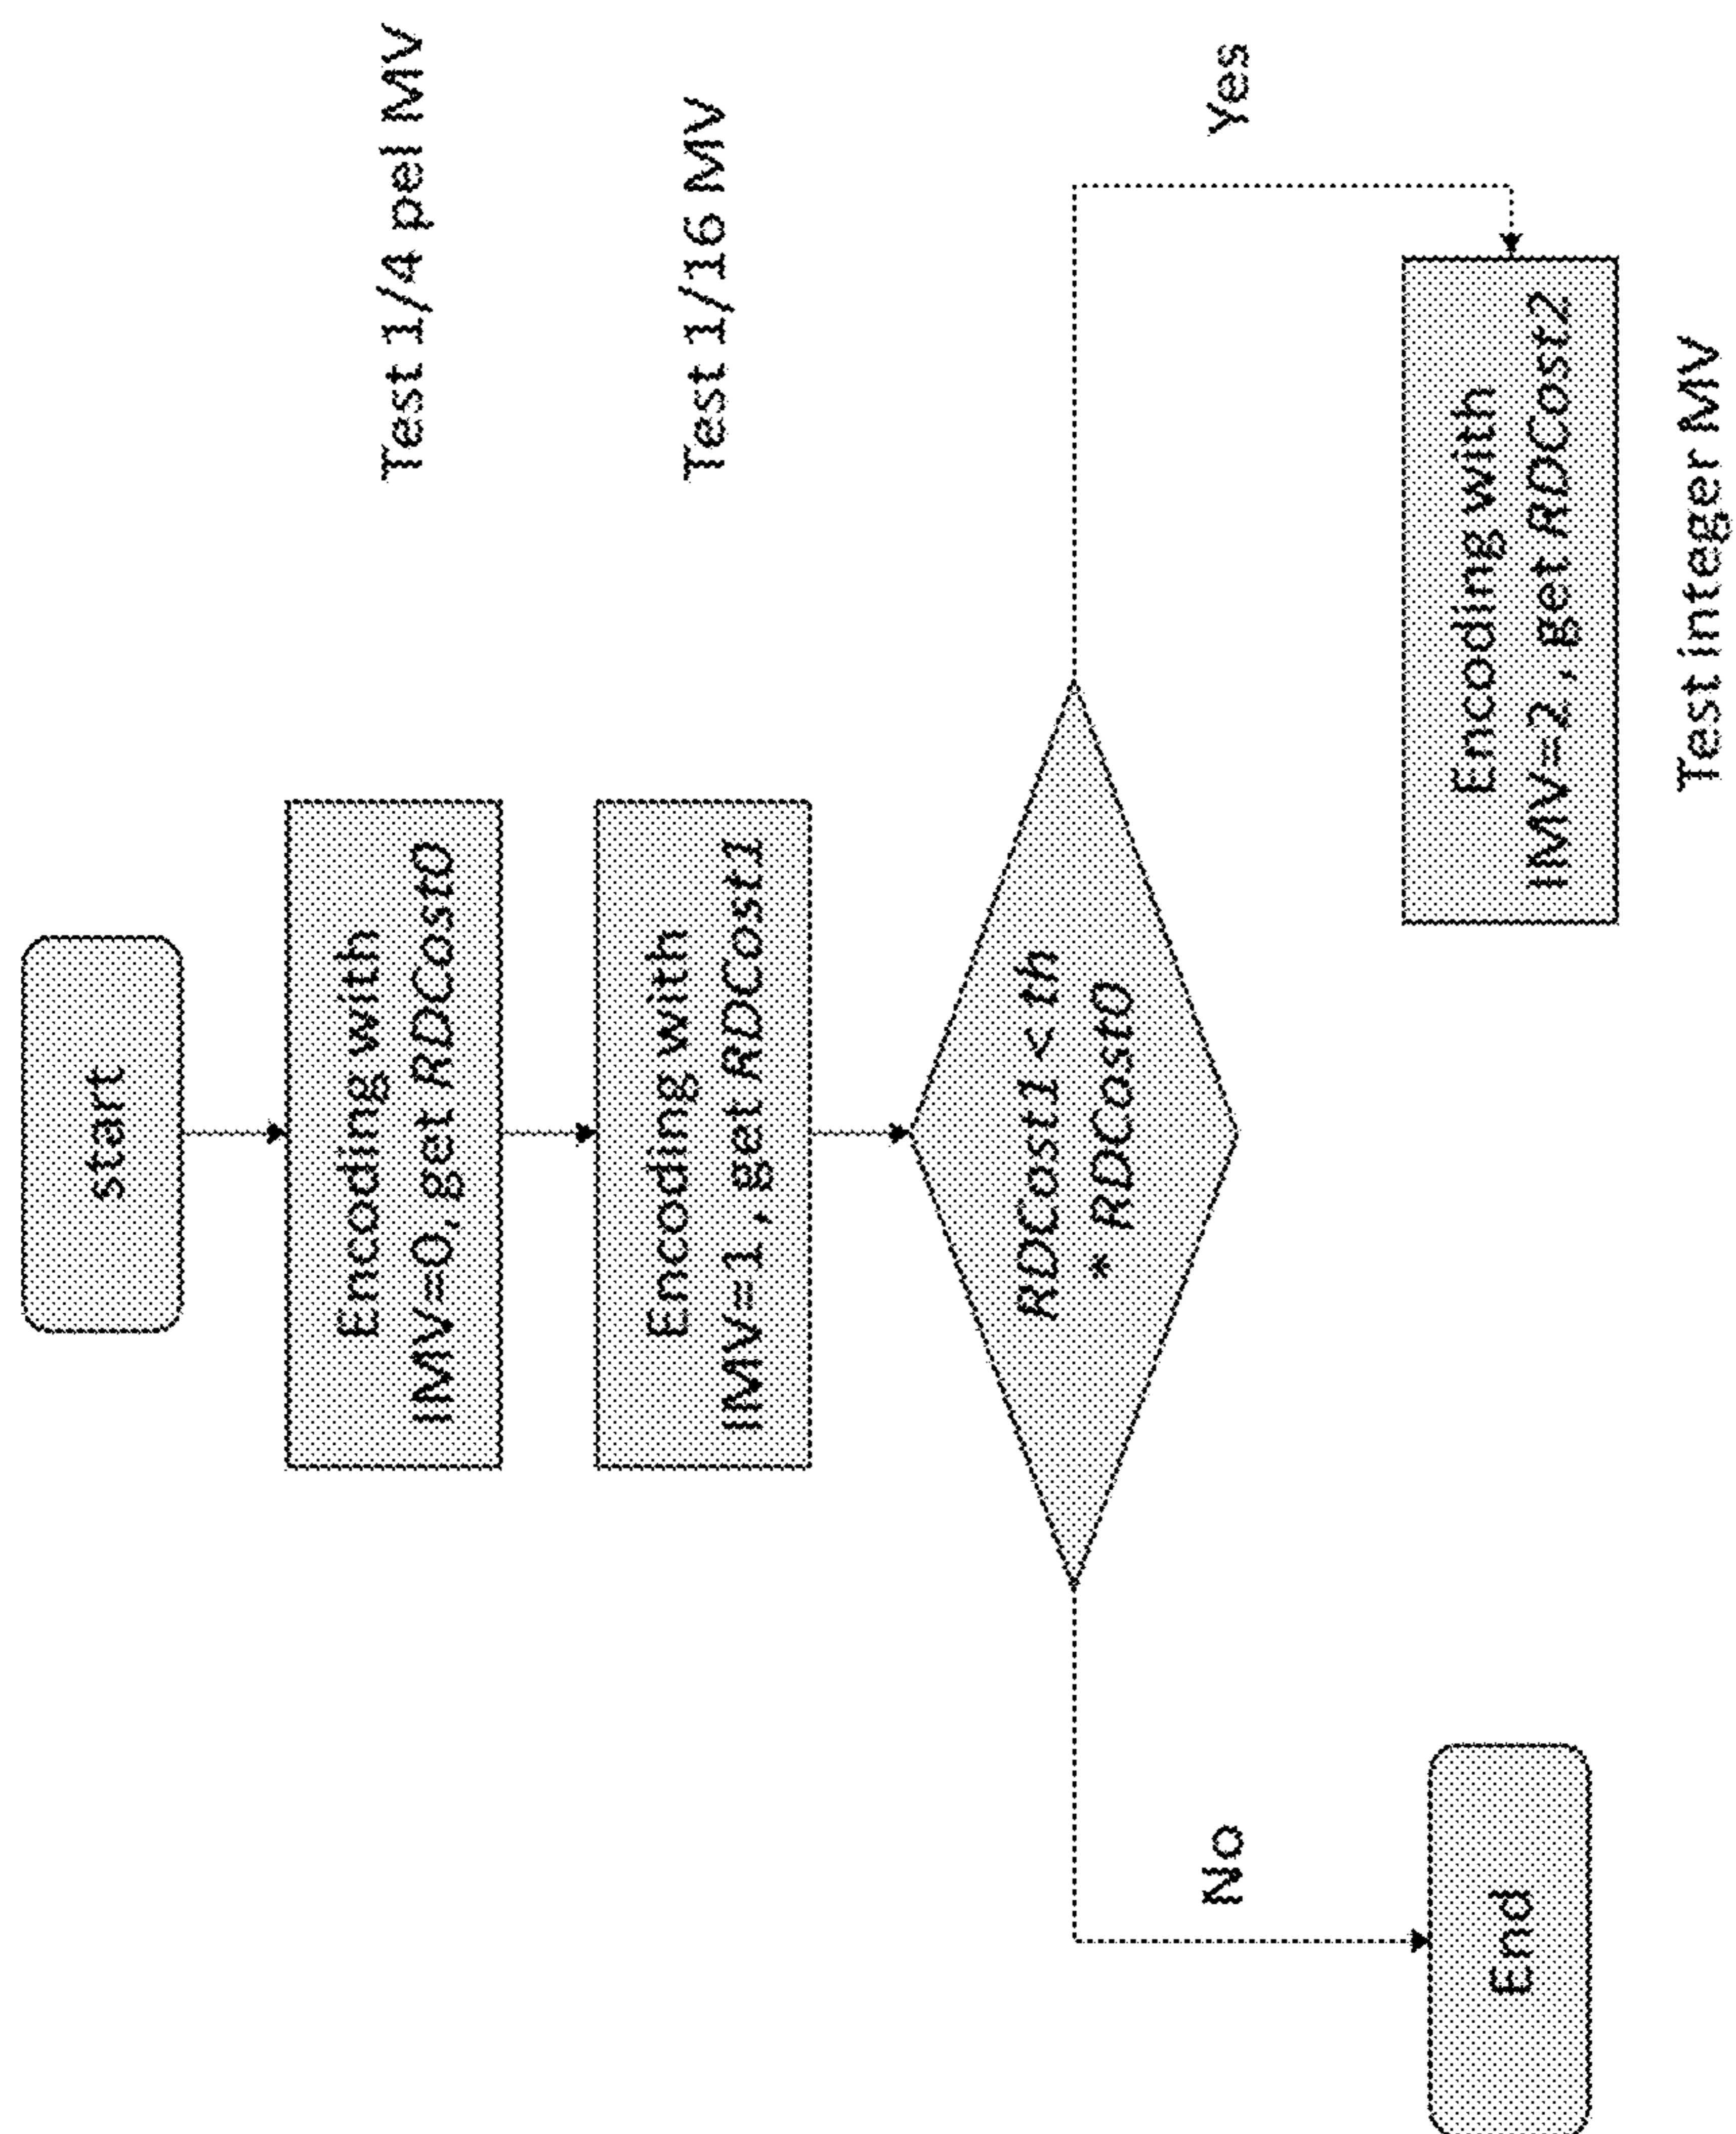 start
Encoding with
IMV=0, get RDCost0
Test 1/4 pel MV
Encoding with
IMV=1 , get RDCost1
Test 1/16 MV
RDCost1 < th
* RDCost0
No
Yes
End
Encoding with
IMV=2 , get RDCost2
Test integer MV